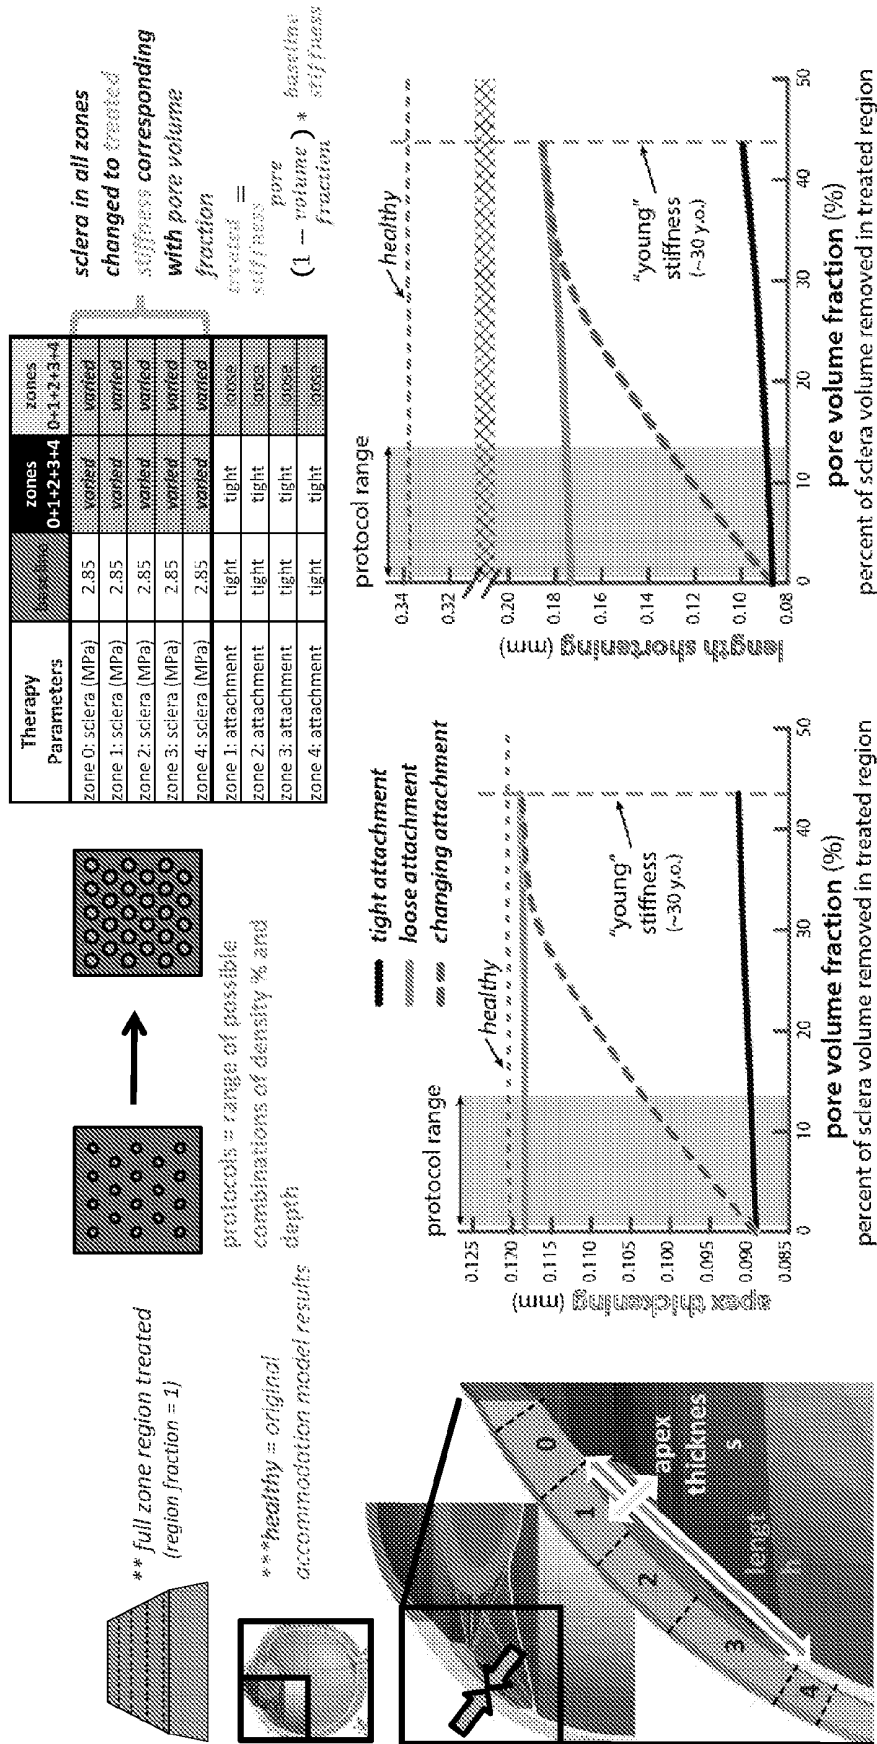 ** full zone region treated
(region fraction = 1)
***healthy = original
accommodation model results
protocols = range of possible
combinations of density % and
depth
Therapy Parameters baseline zones 0+1+2+3+4 zones 0+1+2+3+4
zone 0: sclera (MPa) 2.85 varied varied
zone 1: sclera (MPa) 2.85 varied varied
zone 2: sclera (MPa) 2.85 varied varied
zone 3: sclera (MPa) 2.85 varied varied
zone 4: sclera (MPa) 2.85 varied varied
zone 1: attachment tight tight loose
zone 2: attachment tight tight loose
zone 3: attachment tight tight loose
zone 4: attachment tight tight loose
sclera in all zones
changed to treated
stiffness corresponding
with pore volume
fraction
treated stiffness =
(1 – pore volume fraction) * baseline stiffness
0
1
2
3
4
apex
thicknes
s
tight attachment
loose attachment
changing attachment
protocol range
healthy
"young"
stiffness
(~30 y.o.)
apex thickening (mm)
0.125
0.120
0.115
0.110
0.105
0.100
0.095
0.090
0.085
0 10 20 30 40 50
pore volume fraction (%)
percent of sclera volume removed in treated region
protocol range
healthy
"young"
stiffness
(~30 y.o.)
length shortening (mm)
0.34
0.32
0.20
0.18
0.16
0.14
0.12
0.10
0.08
0 10 20 30 40 50
pore volume fraction (%)
percent of sclera volume removed in treated region